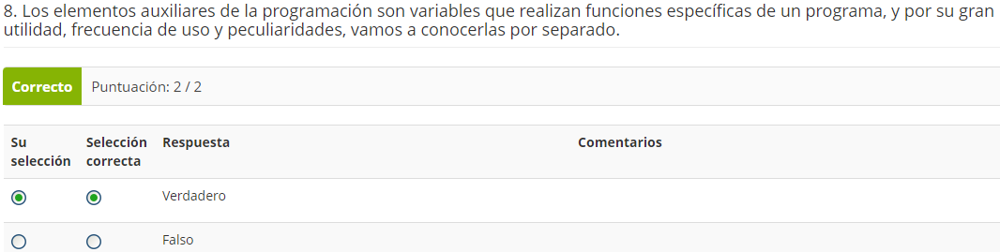 8. Los elementos auxiliares de la programación son variables que realizan funciones específicas de un programa, y por su gran
utilidad, frecuencia de uso y peculiaridades, vamos a conocerlas por separado.
Correcto Puntuación: 2 / 2
Su selección Selección correcta Respuesta Comentarios
Verdadero
Falso